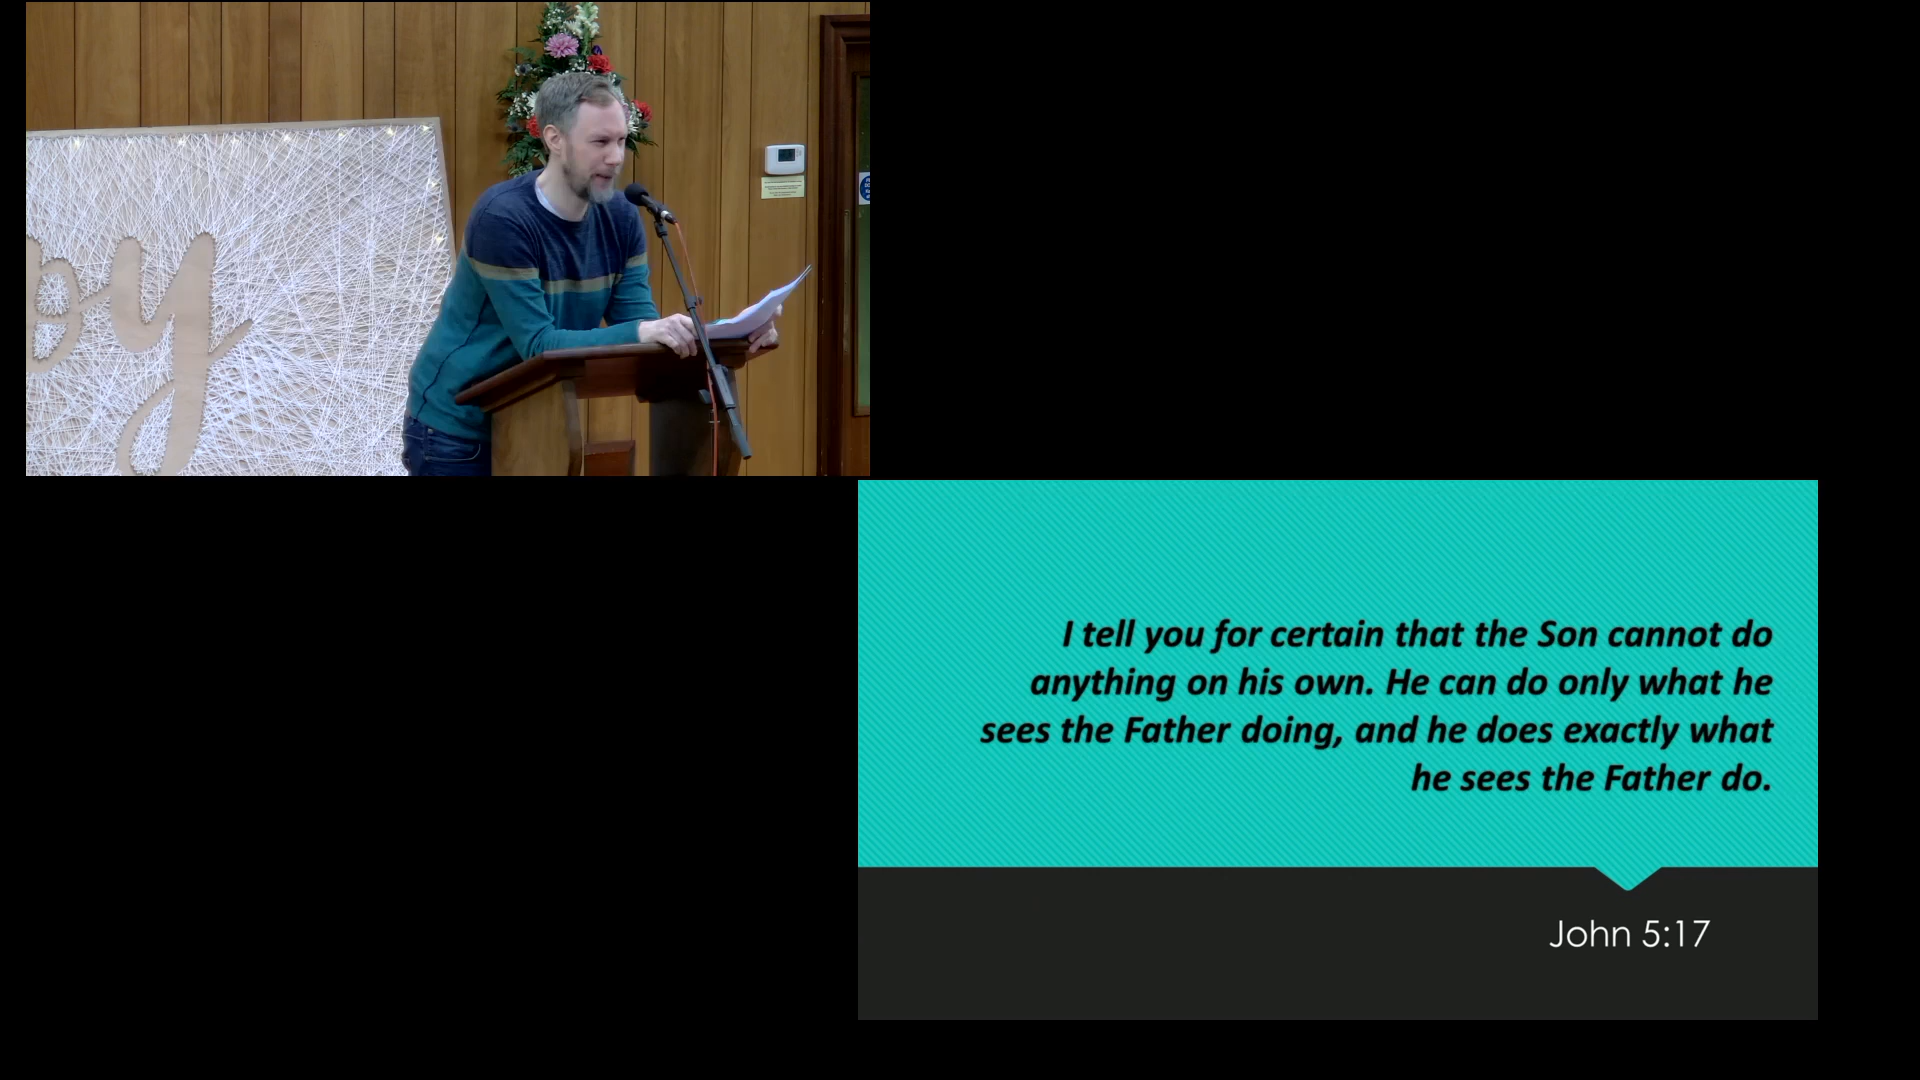 oy
I tell you for certain that the Son cannot do
anything on his own. He can do only what he
sees the Father doing, and he does exactly what
he sees the Father do.
John 5:17